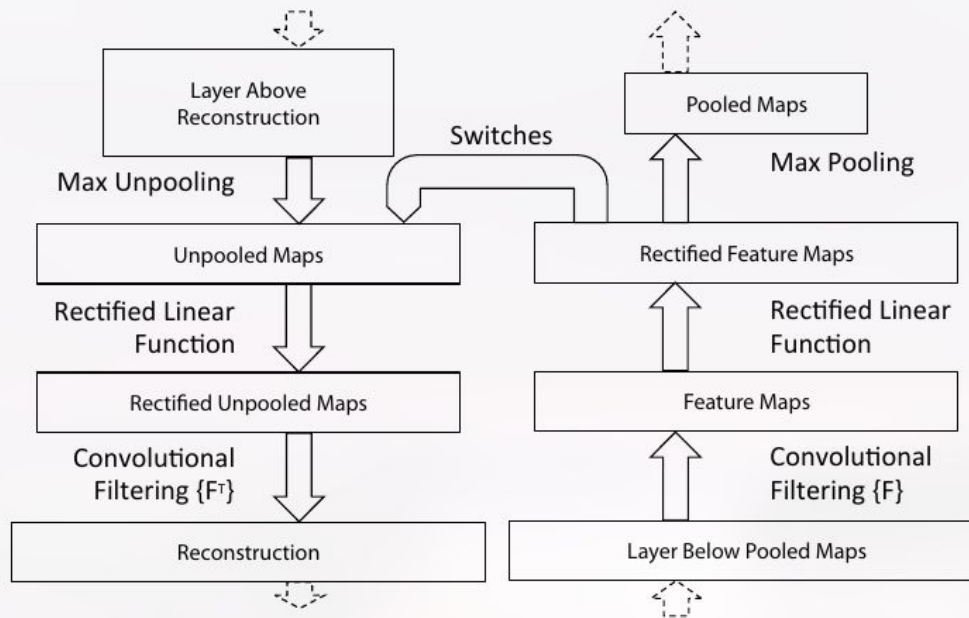 Layer Above
Reconstruction
Max Unpooling
Unpooled Maps
Rectified Linear
Function
Rectified Unpooled Maps
Convolutional
Filtering {Fᵀ}
Reconstruction
Switches
Pooled Maps
Max Pooling
Rectified Feature Maps
Rectified Linear
Function
Feature Maps
Convolutional
Filtering {F}
Layer Below Pooled Maps